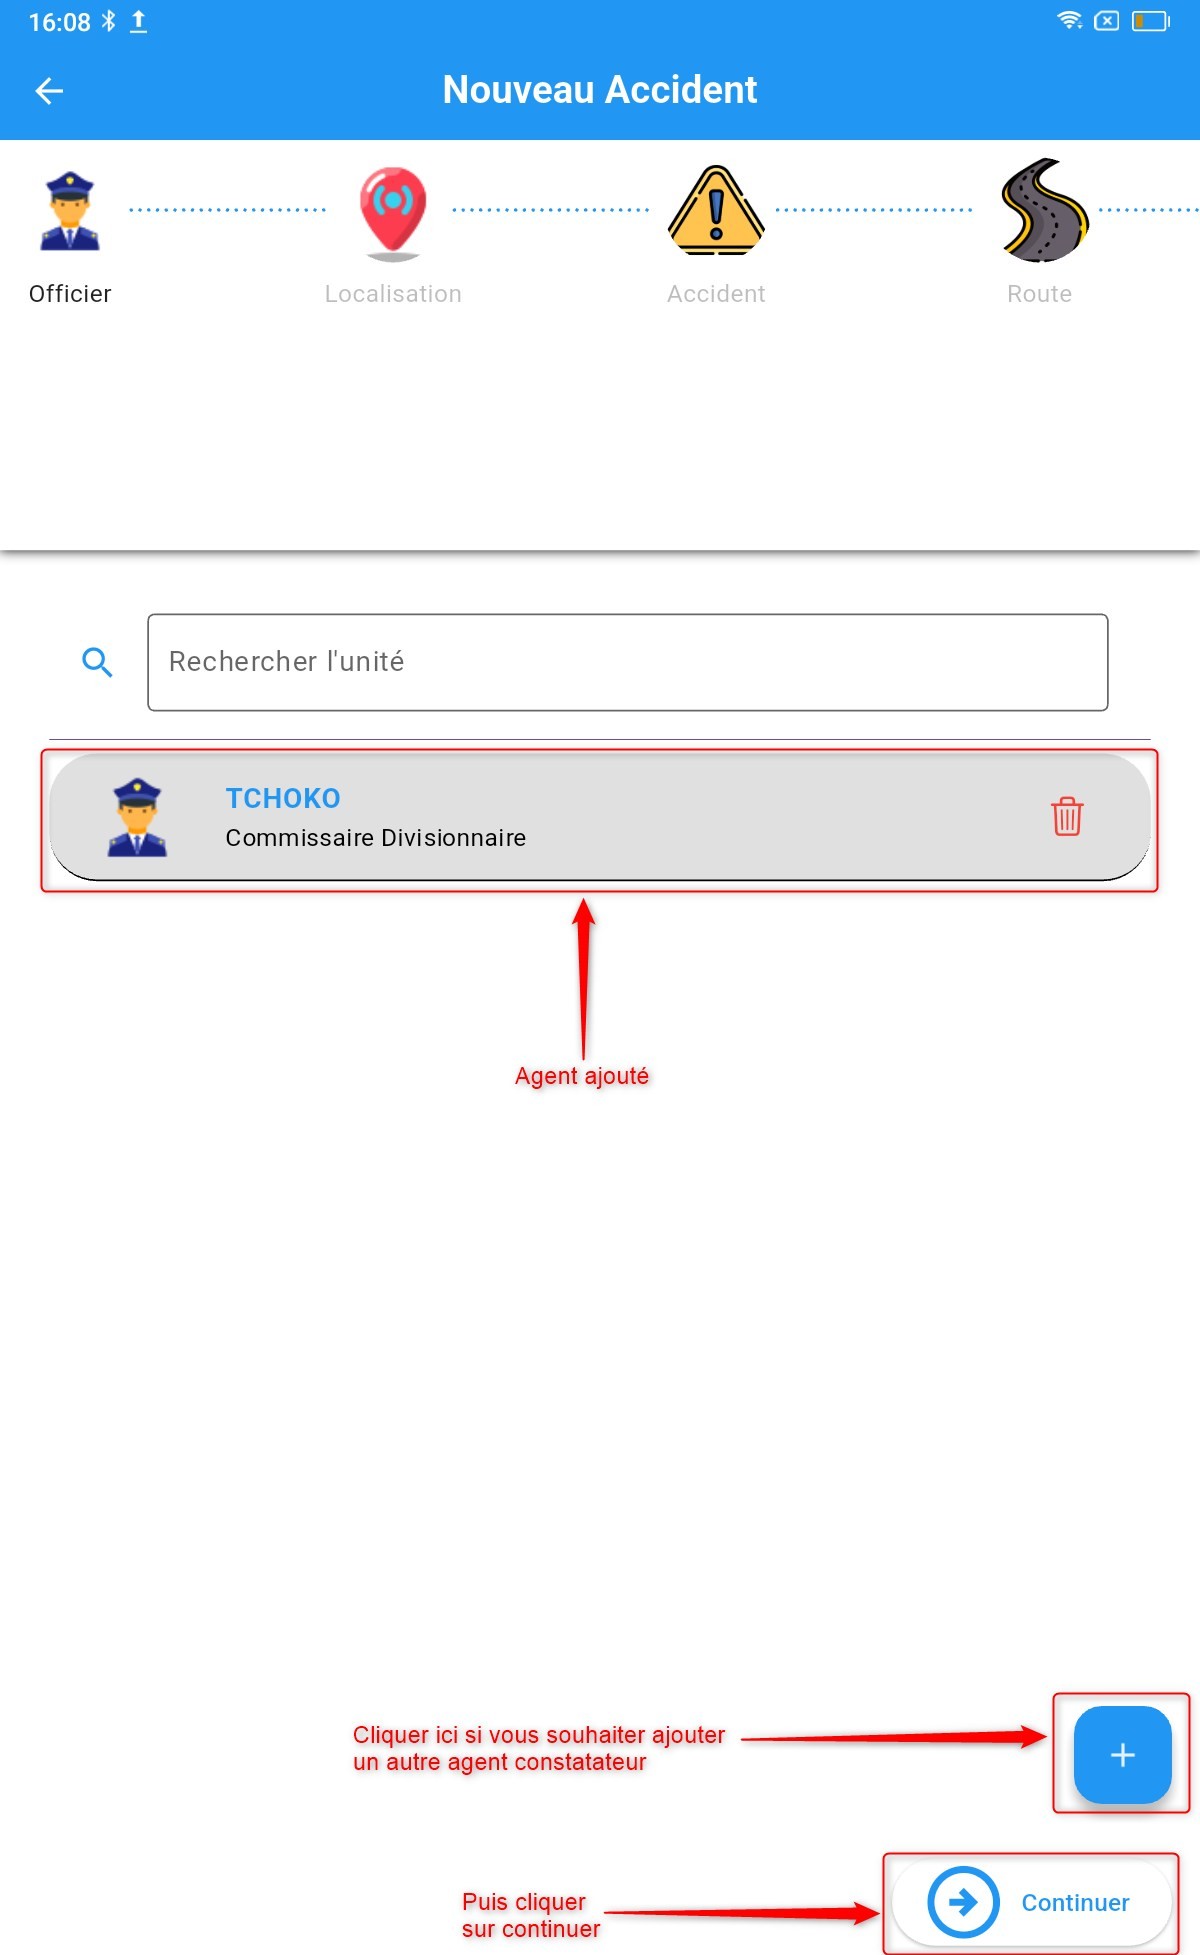 16:08
Nouveau Accident
Officier
Localisation
Accident
Route
Rechercher l'unité
TCHOKO
Commissaire Divisionnaire
Agent ajouté
Cliquer ici si vous souhaiter ajouter
un autre agent constatateur
Puis cliquer
sur continuer
Continuer